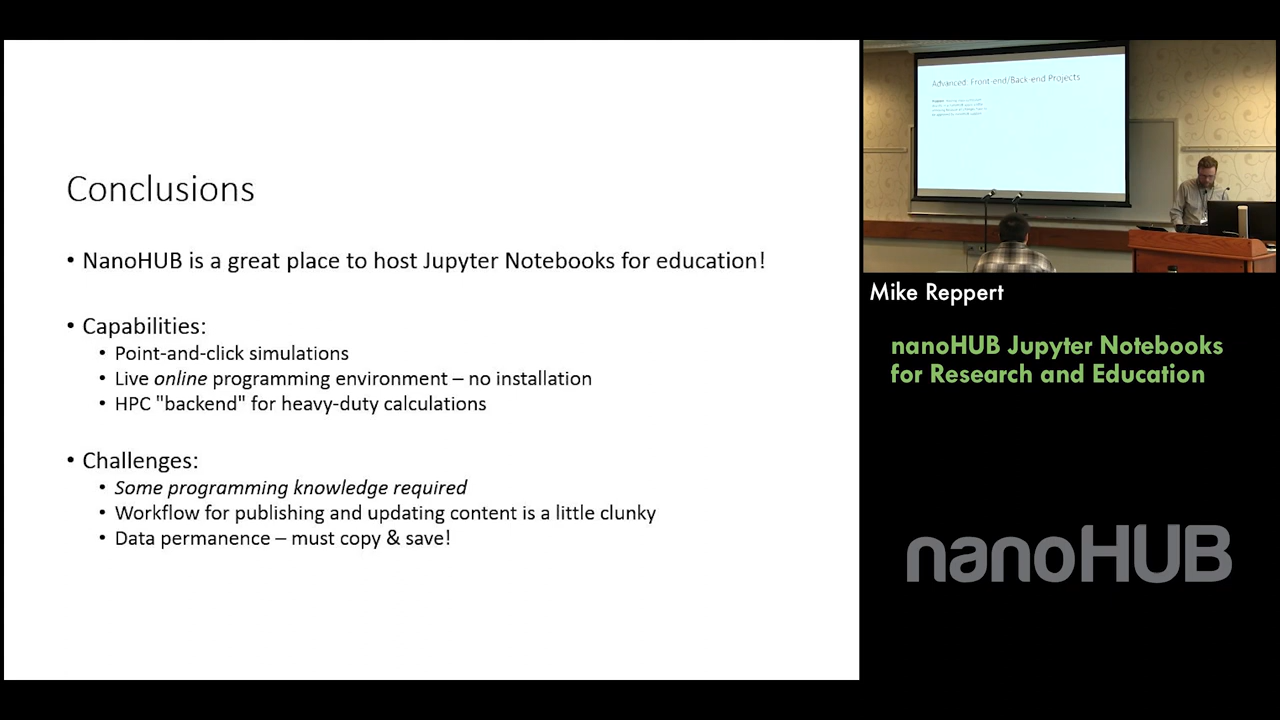 Conclusions
• NanoHUB is a great place to host Jupyter Notebooks for education!
• Capabilities:
• Point-and-click simulations
• Live online programming environment – no installation
• HPC "backend" for heavy-duty calculations
• Challenges:
• Some programming knowledge required
• Workflow for publishing and updating content is a little clunky
• Data permanence – must copy & save!
Advanced: Front-end/Back-end Projects
Mike Reppert
nanoHUB Jupyter Notebooks
for Research and Education
nanoHUB